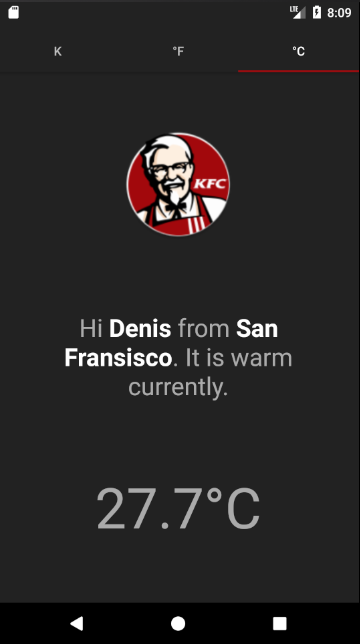 LTE 8:09
K °F °C
KFC
Hi Denis from San
Fransisco. It is warm
currently.
27.7°C